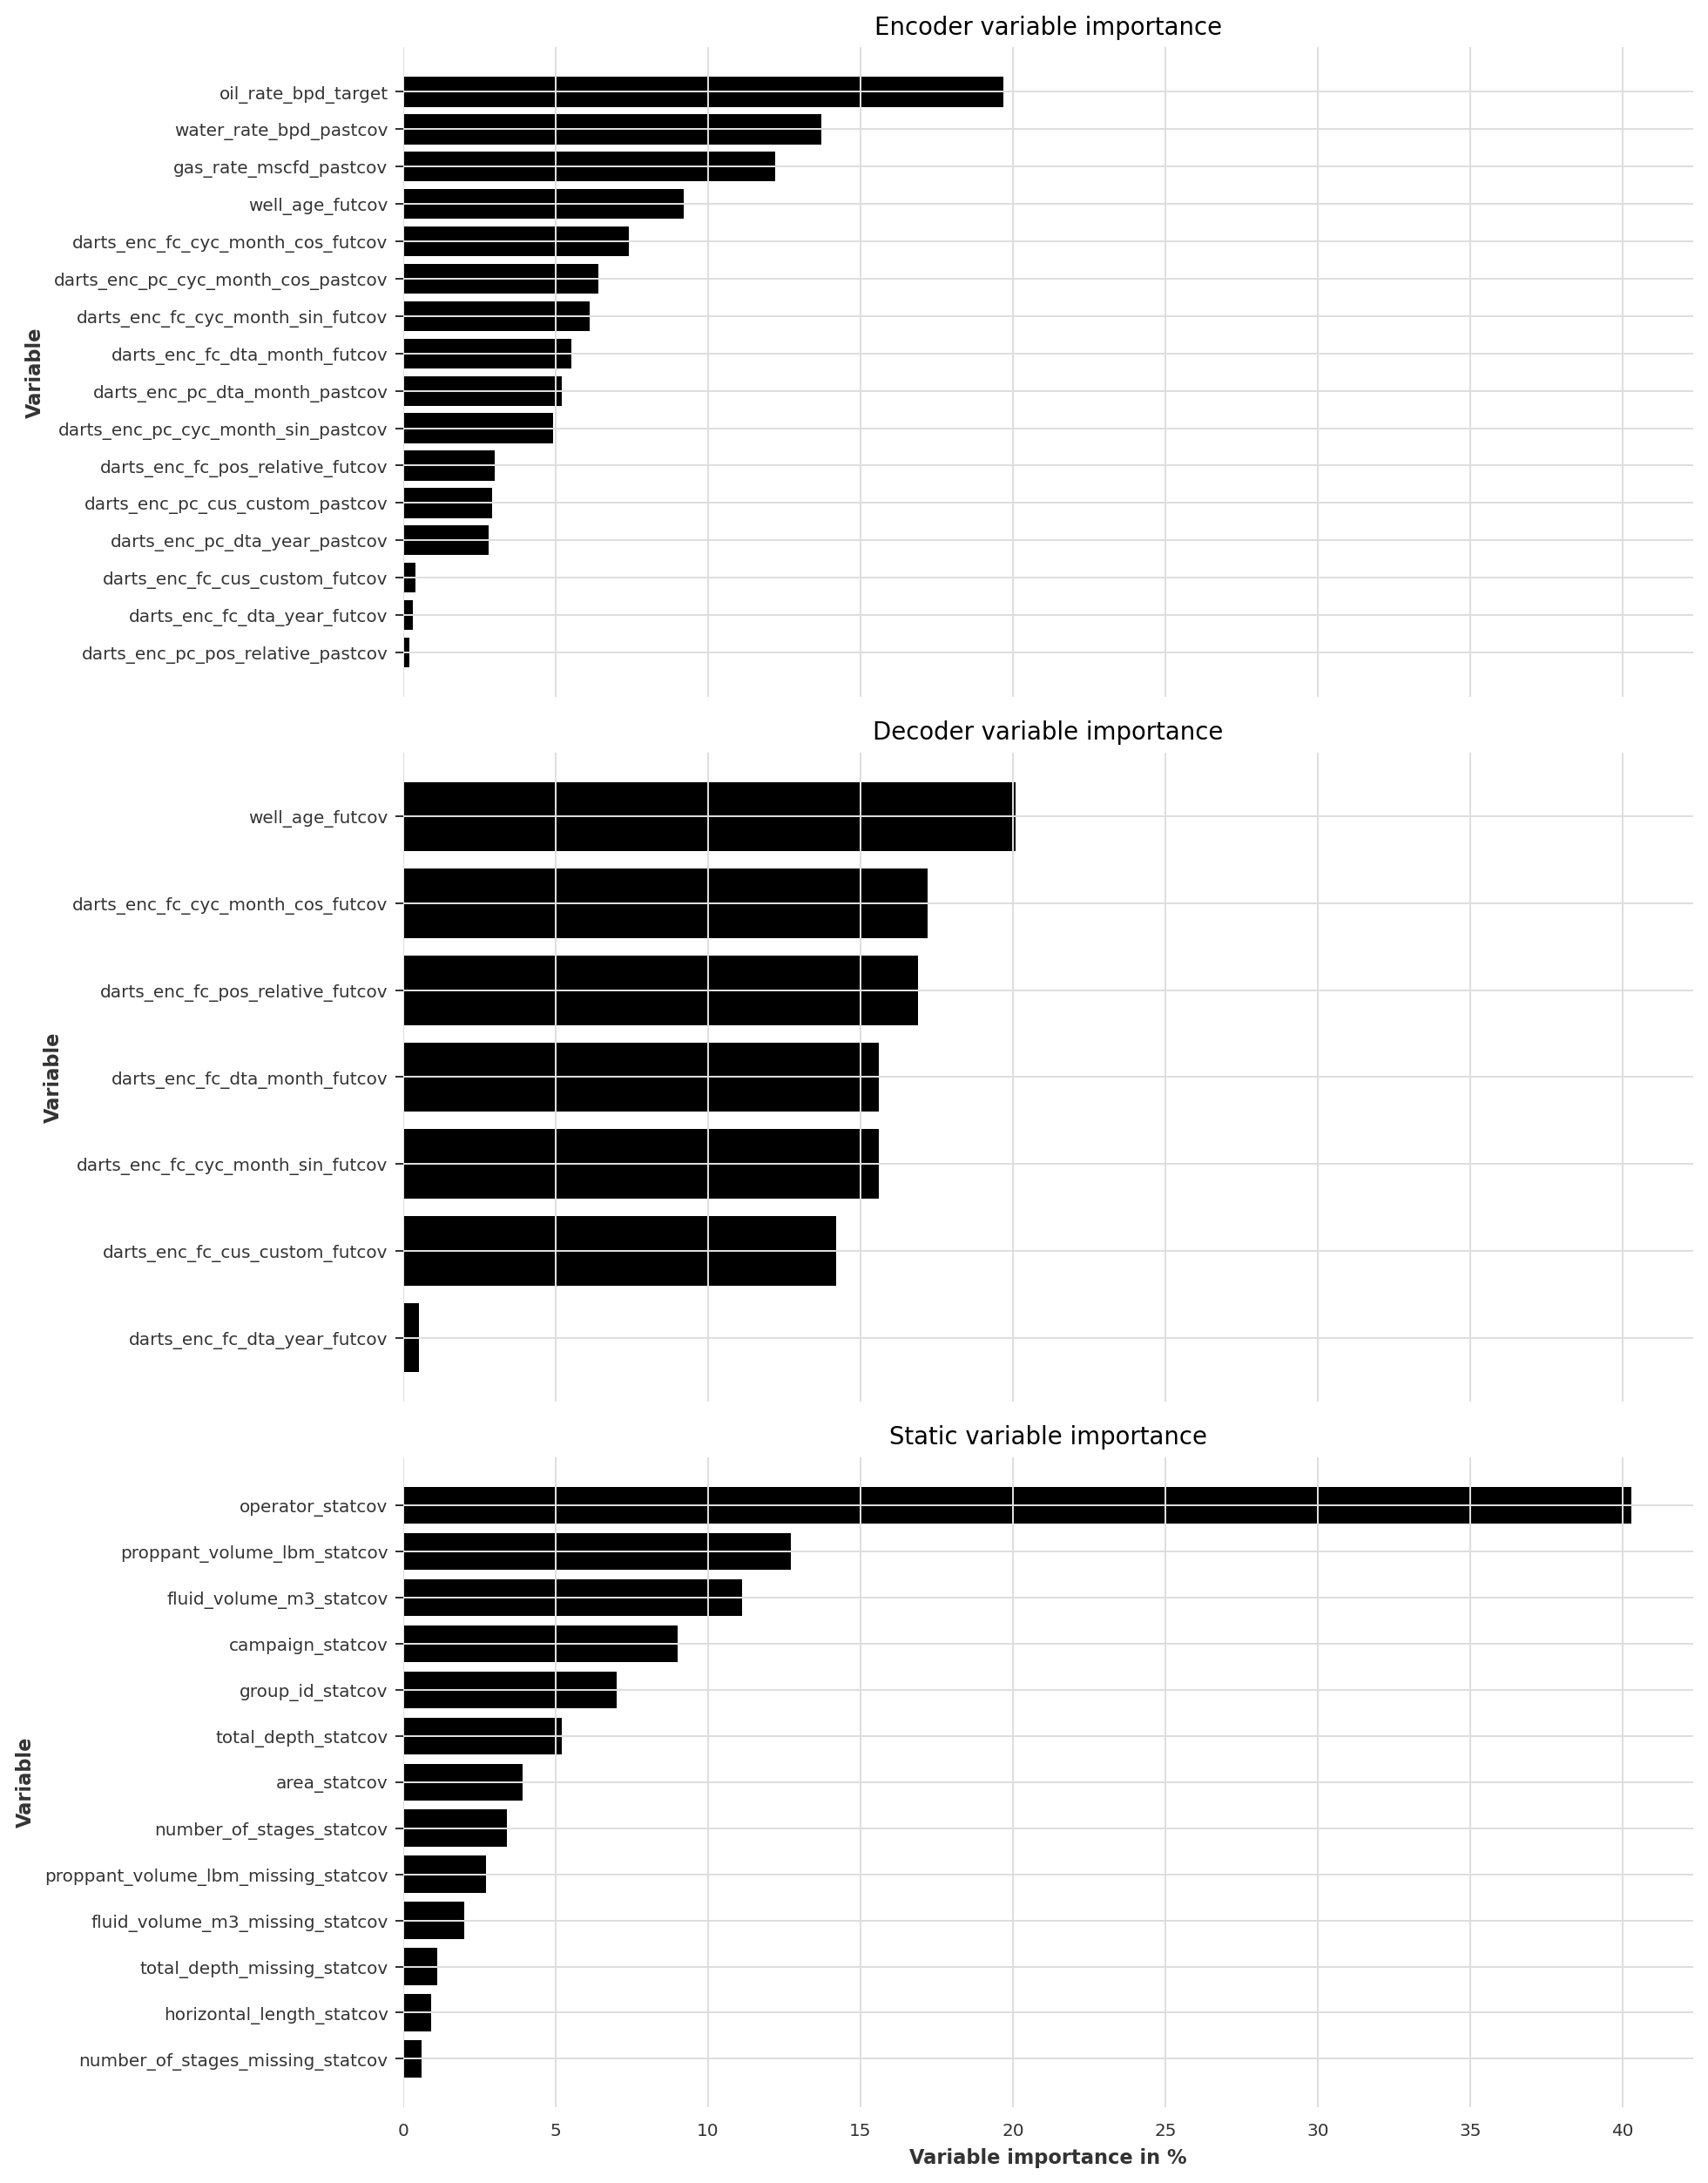 Encoder variable importance
Variable
oil_rate_bpd_target
water_rate_bpd_pastcov
gas_rate_mscfd_pastcov
well_age_futcov
darts_enc_fc_cyc_month_cos_futcov
darts_enc_pc_cyc_month_cos_pastcov
darts_enc_fc_cyc_month_sin_futcov
darts_enc_fc_dta_month_futcov
darts_enc_pc_dta_month_pastcov
darts_enc_pc_cyc_month_sin_pastcov
darts_enc_fc_pos_relative_futcov
darts_enc_pc_cus_custom_pastcov
darts_enc_pc_dta_year_pastcov
darts_enc_fc_cus_custom_futcov
darts_enc_fc_dta_year_futcov
darts_enc_pc_pos_relative_pastcov
Decoder variable importance
Variable
well_age_futcov
darts_enc_fc_cyc_month_cos_futcov
darts_enc_fc_pos_relative_futcov
darts_enc_fc_dta_month_futcov
darts_enc_fc_cyc_month_sin_futcov
darts_enc_fc_cus_custom_futcov
darts_enc_fc_dta_year_futcov
Static variable importance
Variable
operator_statcov
proppant_volume_lbm_statcov
fluid_volume_m3_statcov
campaign_statcov
group_id_statcov
total_depth_statcov
area_statcov
number_of_stages_statcov
proppant_volume_lbm_missing_statcov
fluid_volume_m3_missing_statcov
total_depth_missing_statcov
horizontal_length_statcov
number_of_stages_missing_statcov
0 5 10 15 20 25 30 35 40
Variable importance in %